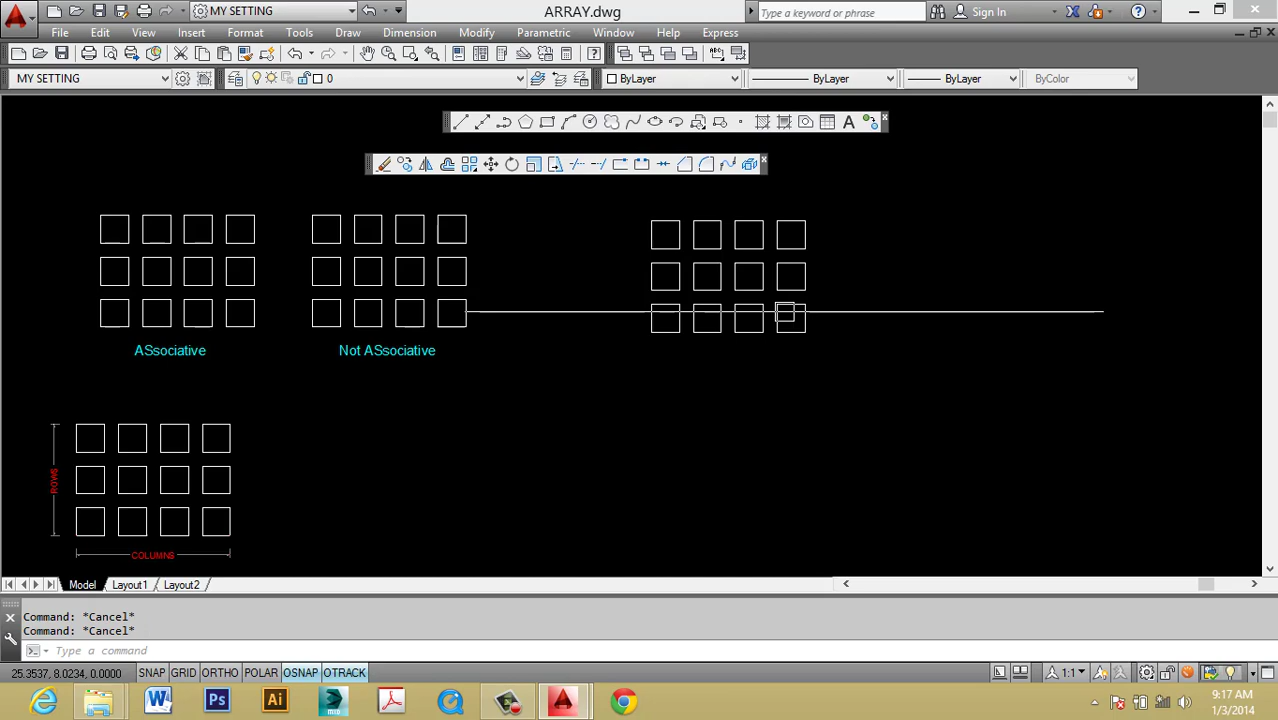 MY SETTING
ARRAY.dwg
Type a keyword or phrase
Sign In
File Edit View Insert Format Tools Draw Dimension Modify Parametric Window Help Express
MY SETTING
0
ByLayer
ByLayer
ByLayer
ByColor
ASsociative
Not ASsociative
ROWS
COLUMNS
Model Layout1 Layout2
Command: *Cancel*
Command: *Cancel*
Type a command
25.3537, 8.0234, 0.0000
SNAP GRID ORTHO POLAR OSNAP OTRACK
1:1
W
Ps
Ai
9:17 AM
1/3/2014